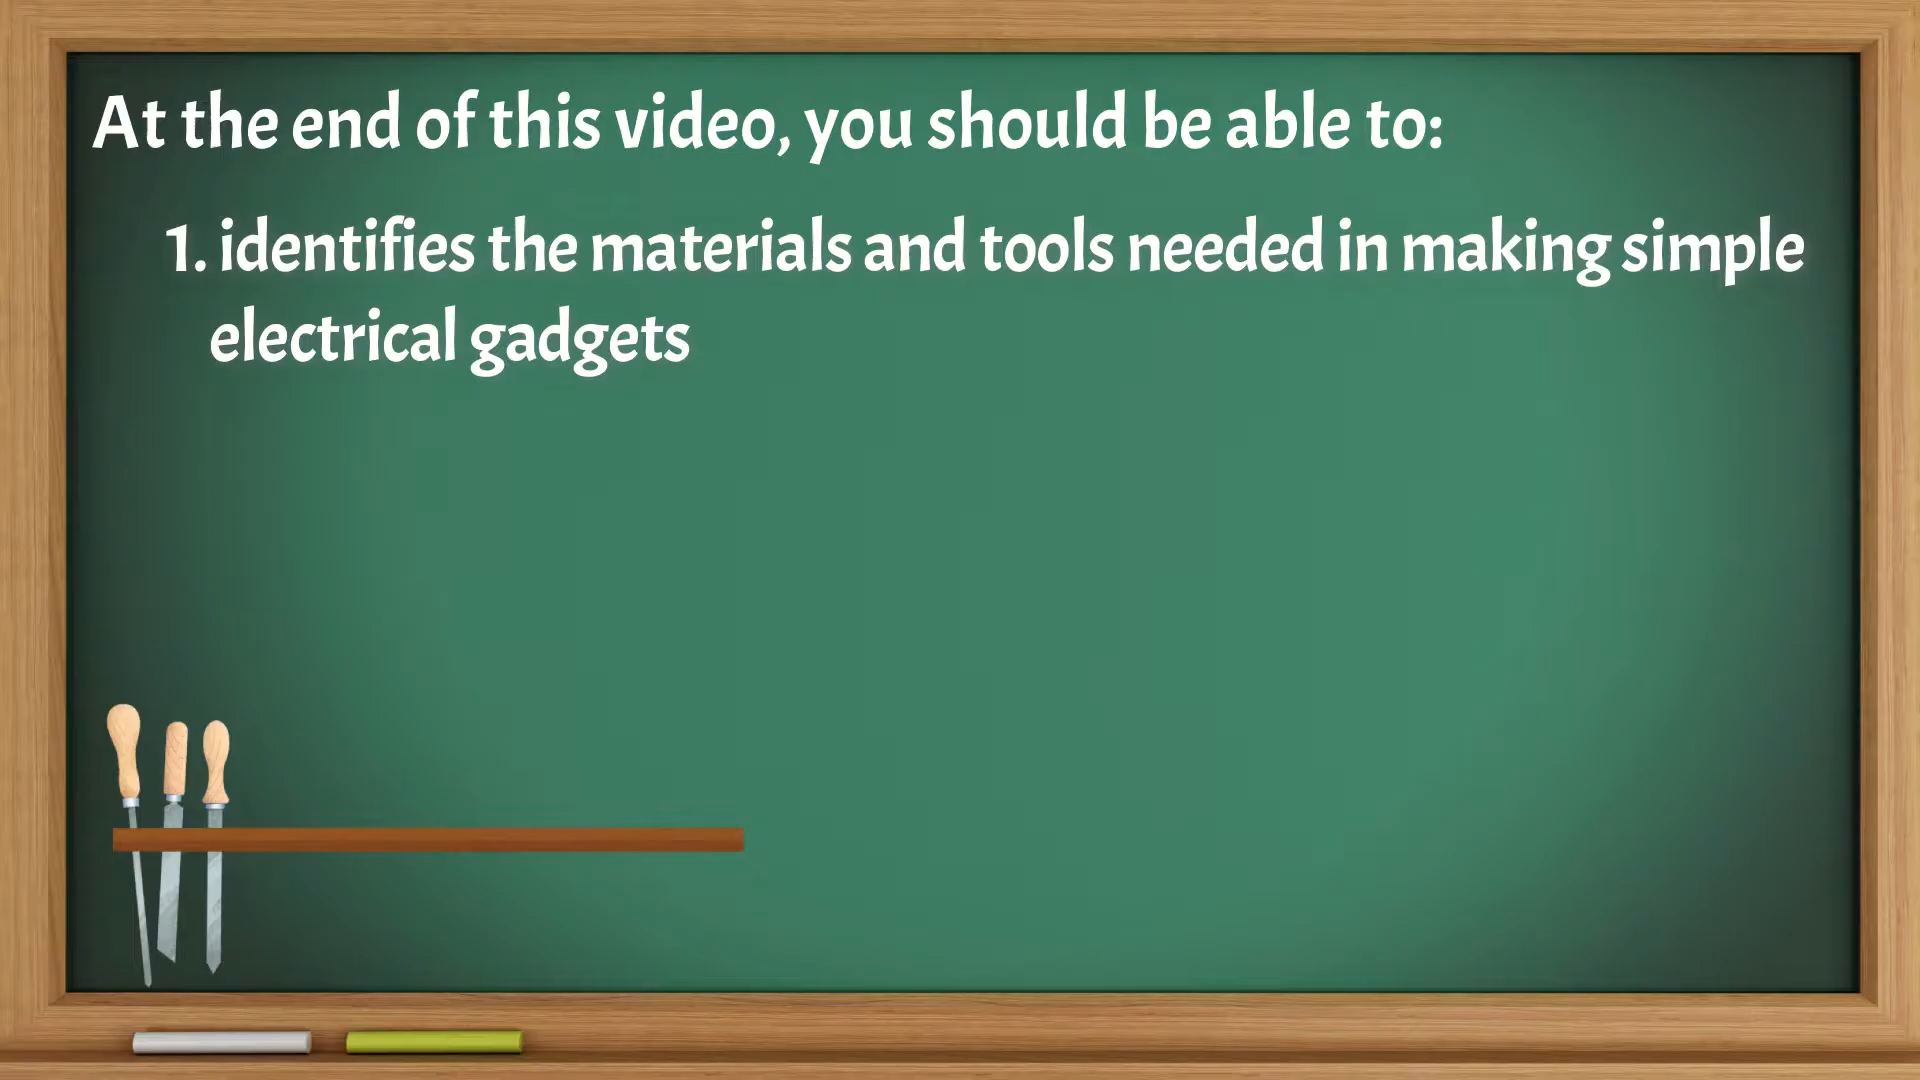 At the end of this video, you should be able to:
1. identifies the materials and tools needed in making simple
electrical gadgets